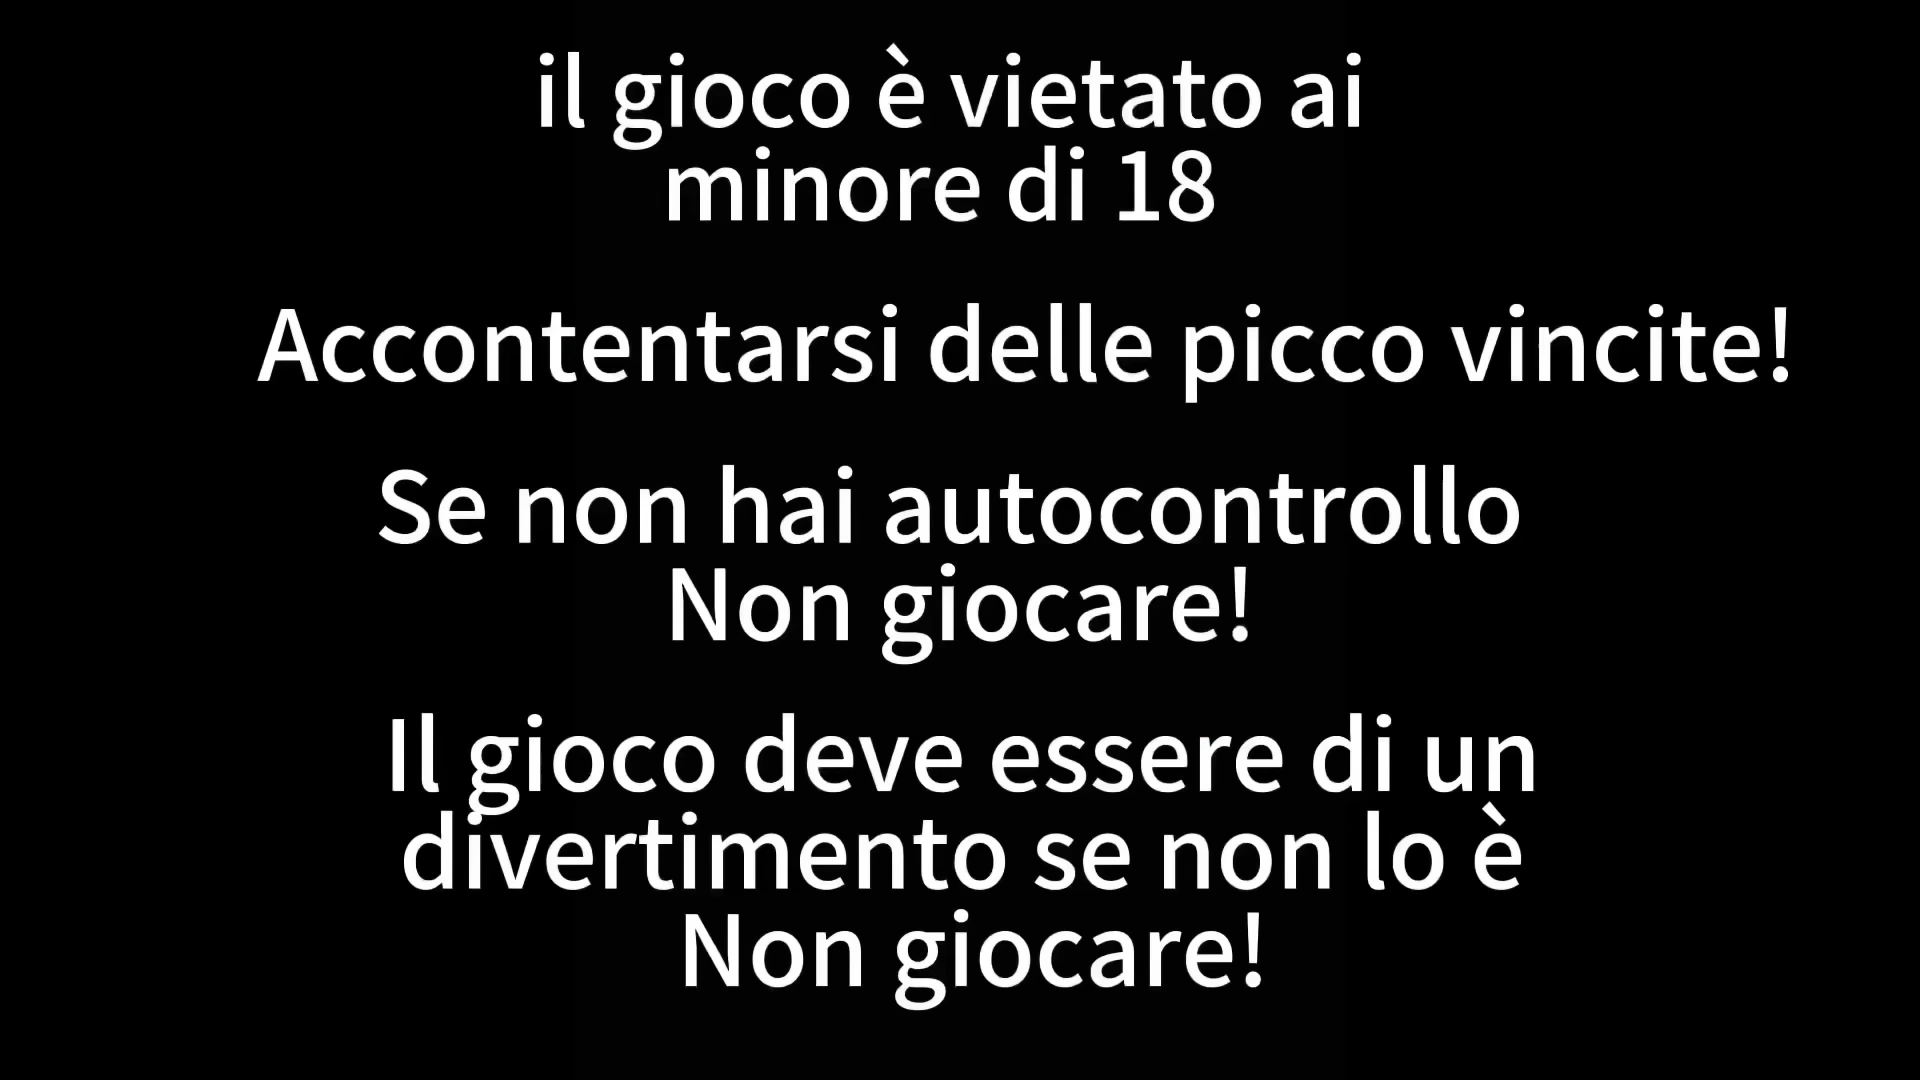 il gioco è vietato ai
minore di 18
Accontentarsi delle picco vincite!
Se non hai autocontrollo
Non giocare!
Il gioco deve essere di un
divertimento se non lo è
Non giocare!